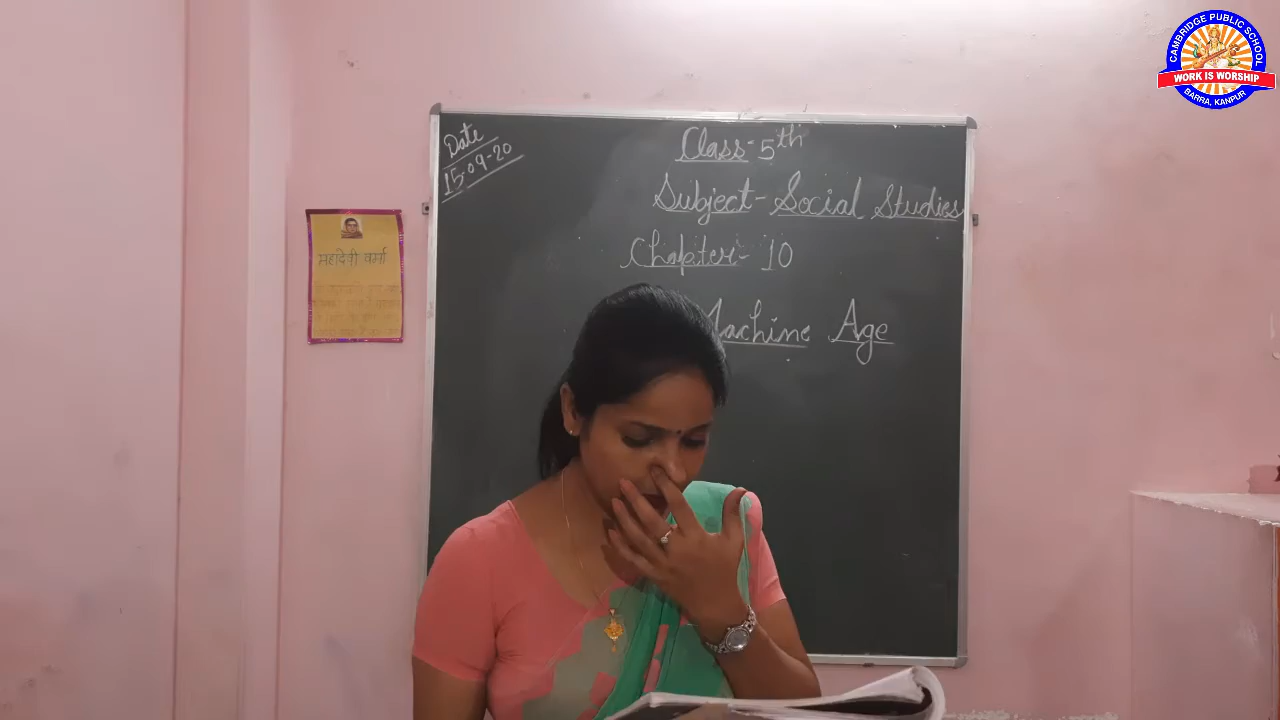 CAMBRIDGE PUBLIC SCHOOL
WORK IS WORSHIP
BARRA, KANPUR
Date
15-09-20
Class-5th
Subject-Social Studies
Chapter-10
Machine Age
महादेवी वर्मा